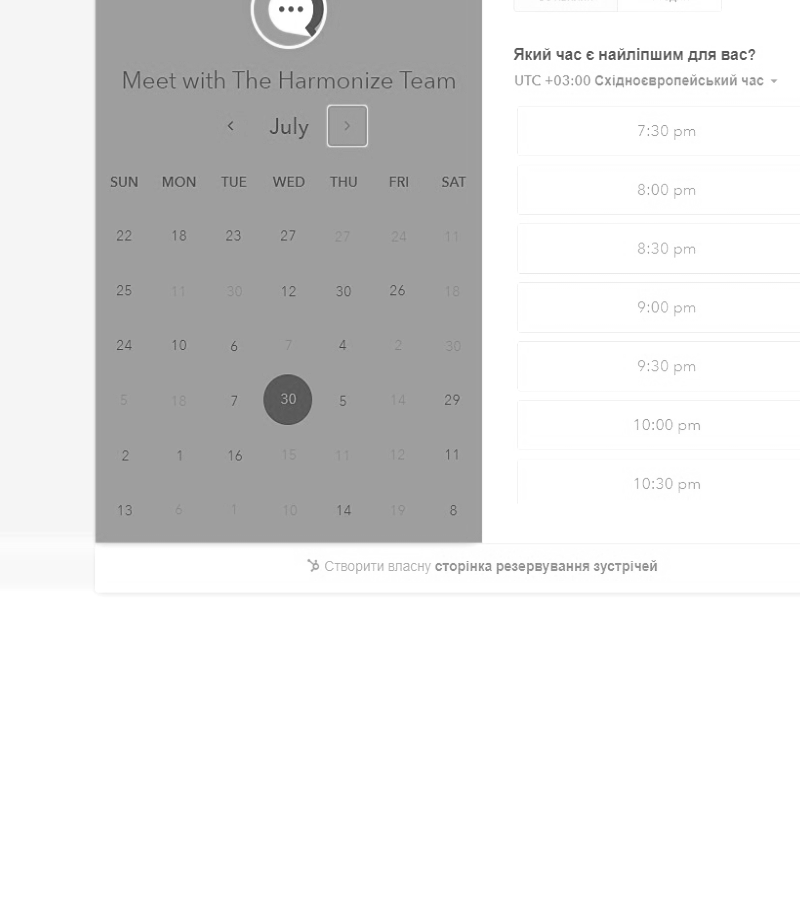 Meet with The Harmonize Team
July
SUN MON TUE WED THU FRI SAT
22 18 23 27 27 24 11
25 11 30 12 30 26 18
24 10 6 7 4 2 30
5 18 7 30 5 14 29
2 1 16 15 11 12 11
13 6 1 10 14 19 8
Який час є найліпшим для вас?
UTC +03:00 Східноєвропейський час
7:30 pm
8:00 pm
8:30 pm
9:00 pm
9:30 pm
10:00 pm
10:30 pm
Створити власну сторінка резервування зустрічей